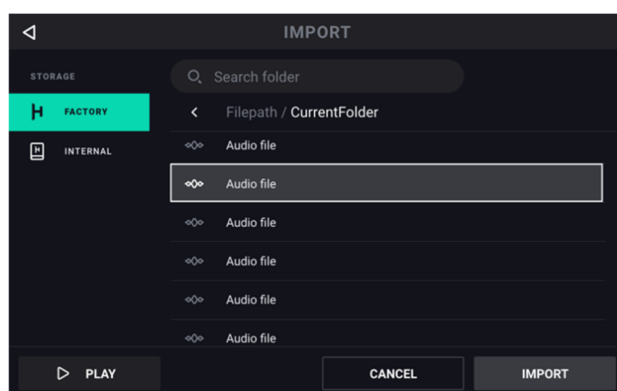 IMPORT
STORAGE
Search folder
FACTORY
Filepath / CurrentFolder
INTERNAL
Audio file
Audio file
Audio file
Audio file
Audio file
Audio file
PLAY
CANCEL
IMPORT